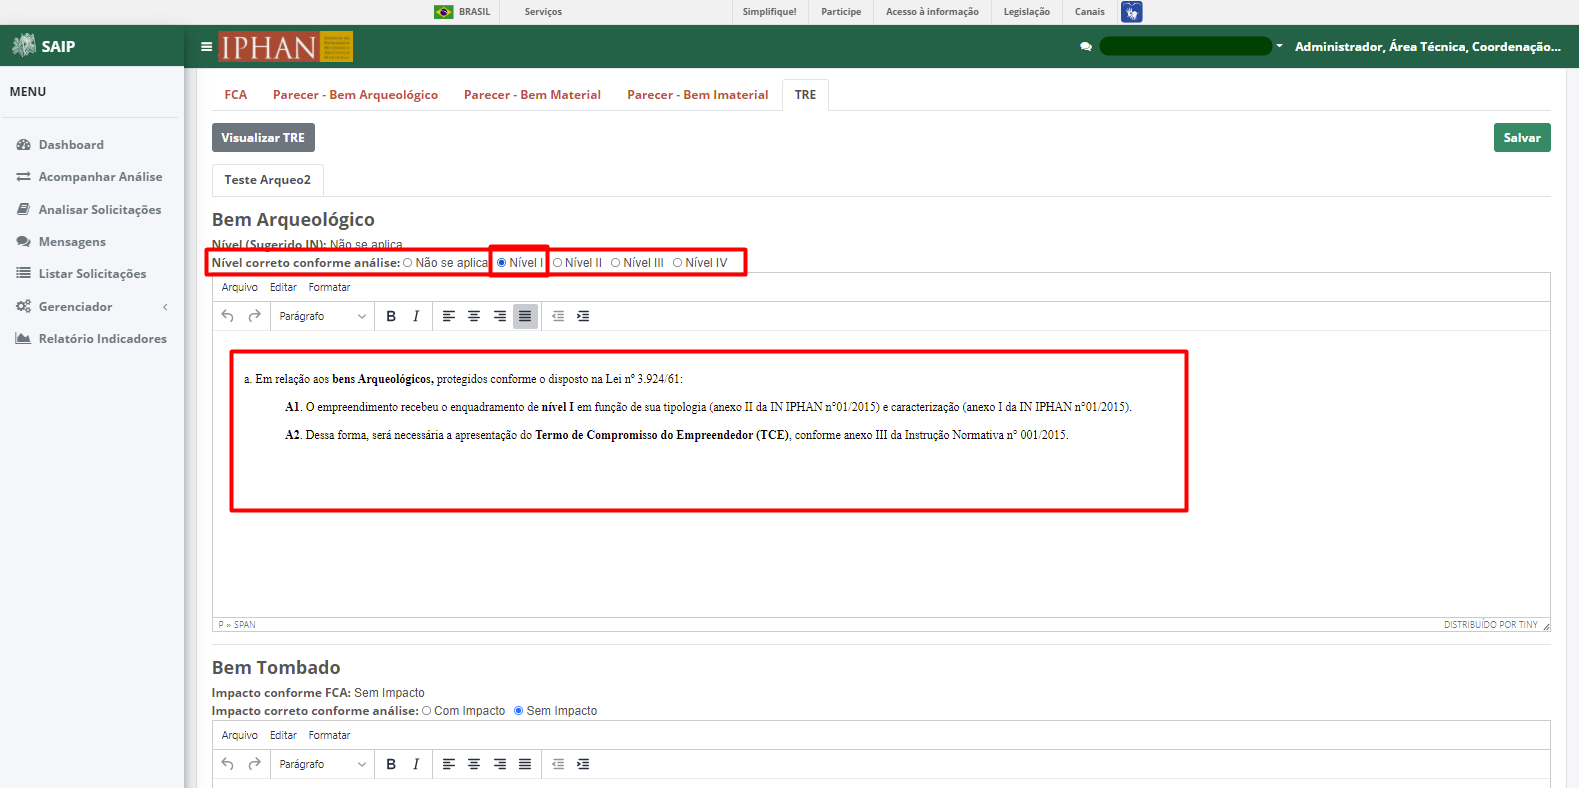 BRASIL Serviços Simplifique! Participe Acesso à informação Legislação Canais
SAIP IPHAN Administrador, Área Técnica, Coordenação...
MENU
Dashboard
Acompanhar Análise
Analisar Solicitações
Mensagens
Listar Solicitações
Gerenciador
Relatório Indicadores
FCA Parecer - Bem Arqueológico Parecer - Bem Material Parecer - Bem Imaterial TRE
Visualizar TRE Salvar
Teste Arqueo2
Bem Arqueológico
Nível (Sugerido IN): Não se aplica
Nível correto conforme análise: Não se aplica Nível I Nível II Nível III Nível IV
Arquivo Editar Formatar
Parágrafo B I
a. Em relação aos bens Arqueológicos, protegidos conforme o disposto na Lei nº 3.924/61:
A1. O empreendimento recebeu o enquadramento de nível I em função de sua tipologia (anexo II da IN IPHAN n°01/2015) e caracterização (anexo I da IN IPHAN n°01/2015).
A2. Dessa forma, será necessária a apresentação do Termo de Compromisso do Empreendedor (TCE), conforme anexo III da Instrução Normativa n° 001/2015.
P » SPAN DISTRIBUÍDO POR TINY
Bem Tombado
Impacto conforme FCA: Sem Impacto
Impacto correto conforme análise: Com Impacto Sem Impacto
Arquivo Editar Formatar
Parágrafo B I